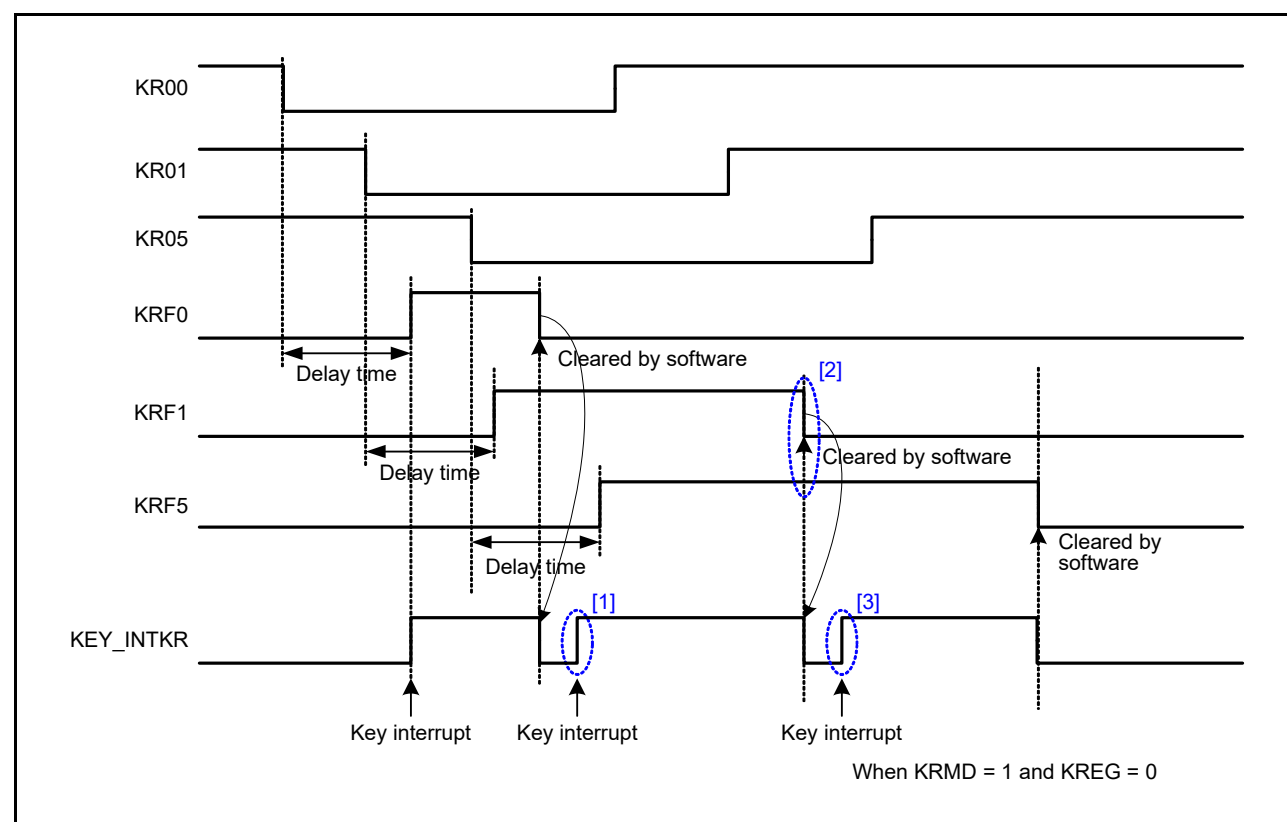 KR00
KR01
KR05
KRF0
Cleared by software
Delay time
[2]
KRF1
Cleared by software
Delay time
KRF5
Cleared by
software
Delay time
[1]
[3]
KEY_INTKR
Key interrupt
Key interrupt
Key interrupt
When KRMD = 1 and KREG = 0